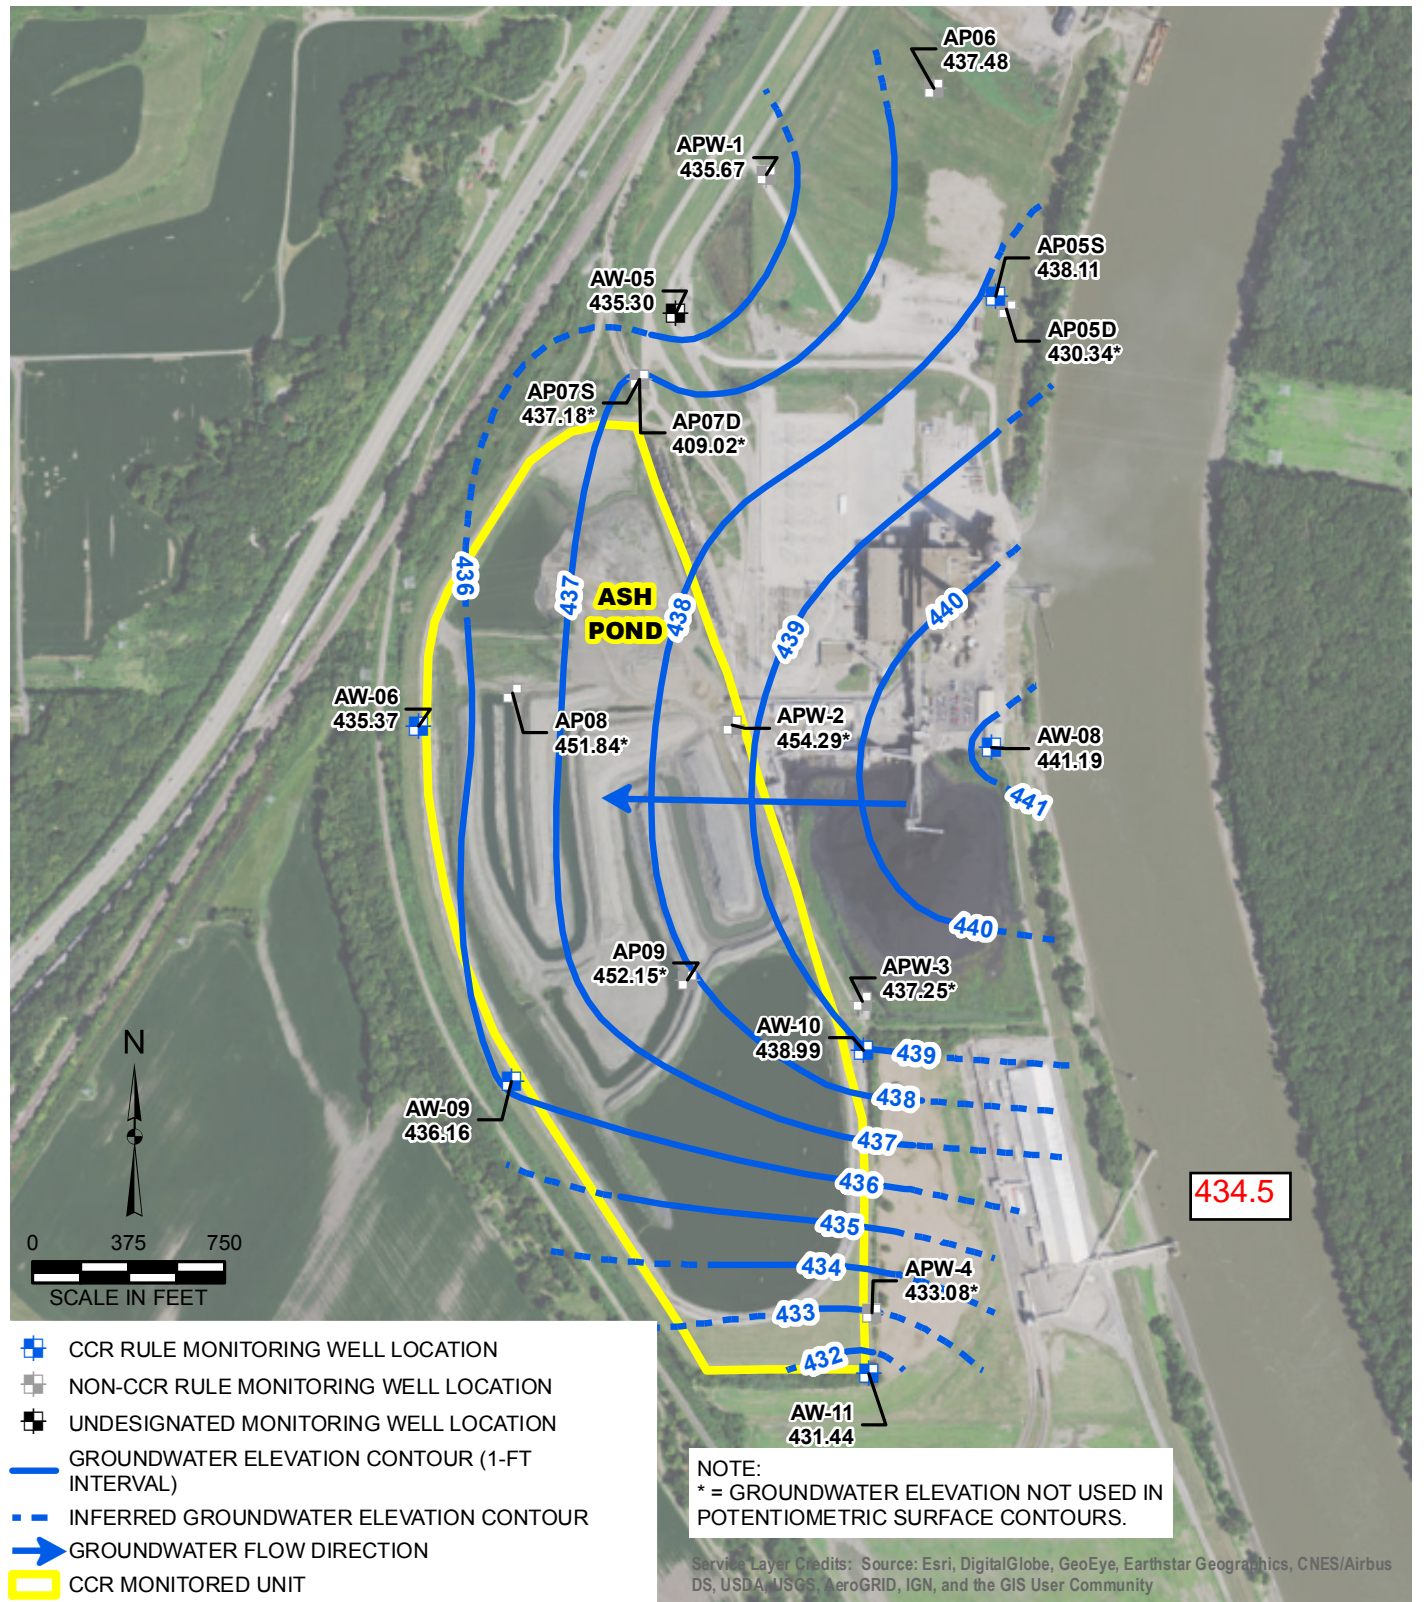 AP06
437.48
APW-1
435.67
AP05S
438.11
AW-05
435.30
AP05D
430.34*
AP07S
437.18*
AP07D
409.02*
436
437
ASH
POND
438
439
440
AW-06
435.37
AP08
451.84*
APW-2
454.29*
AW-08
441.19
441
440
AP09
452.15*
APW-3
437.25*
AW-10
438.99
439
438
AW-09
436.16
437
436
435
434
433
432
434.5
APW-4
433.08*
AW-11
431.44
N
0 375 750
SCALE IN FEET
CCR RULE MONITORING WELL LOCATION
NON-CCR RULE MONITORING WELL LOCATION
UNDESIGNATED MONITORING WELL LOCATION
GROUNDWATER ELEVATION CONTOUR (1-FT
INTERVAL)
INFERRED GROUNDWATER ELEVATION CONTOUR
GROUNDWATER FLOW DIRECTION
CCR MONITORED UNIT
NOTE:
* = GROUNDWATER ELEVATION NOT USED IN
POTENTIOMETRIC SURFACE CONTOURS.
Service Layer Credits: Source: Esri, DigitalGlobe, GeoEye, Earthstar Geographics, CNES/Airbus
DS, USDA, USGS, AeroGRID, IGN, and the GIS User Community